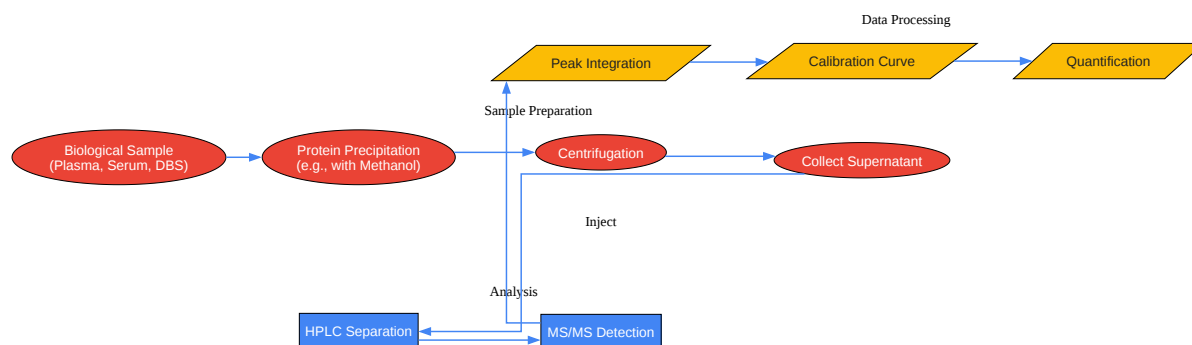 Data Processing
Peak Integration
Calibration Curve
Quantification
Sample Preparation
Biological Sample
(Plasma, Serum, DBS)
Protein Precipitation
(e.g., with Methanol)
Centrifugation
Collect Supernatant
Inject
Analysis
HPLC Separation
MS/MS Detection